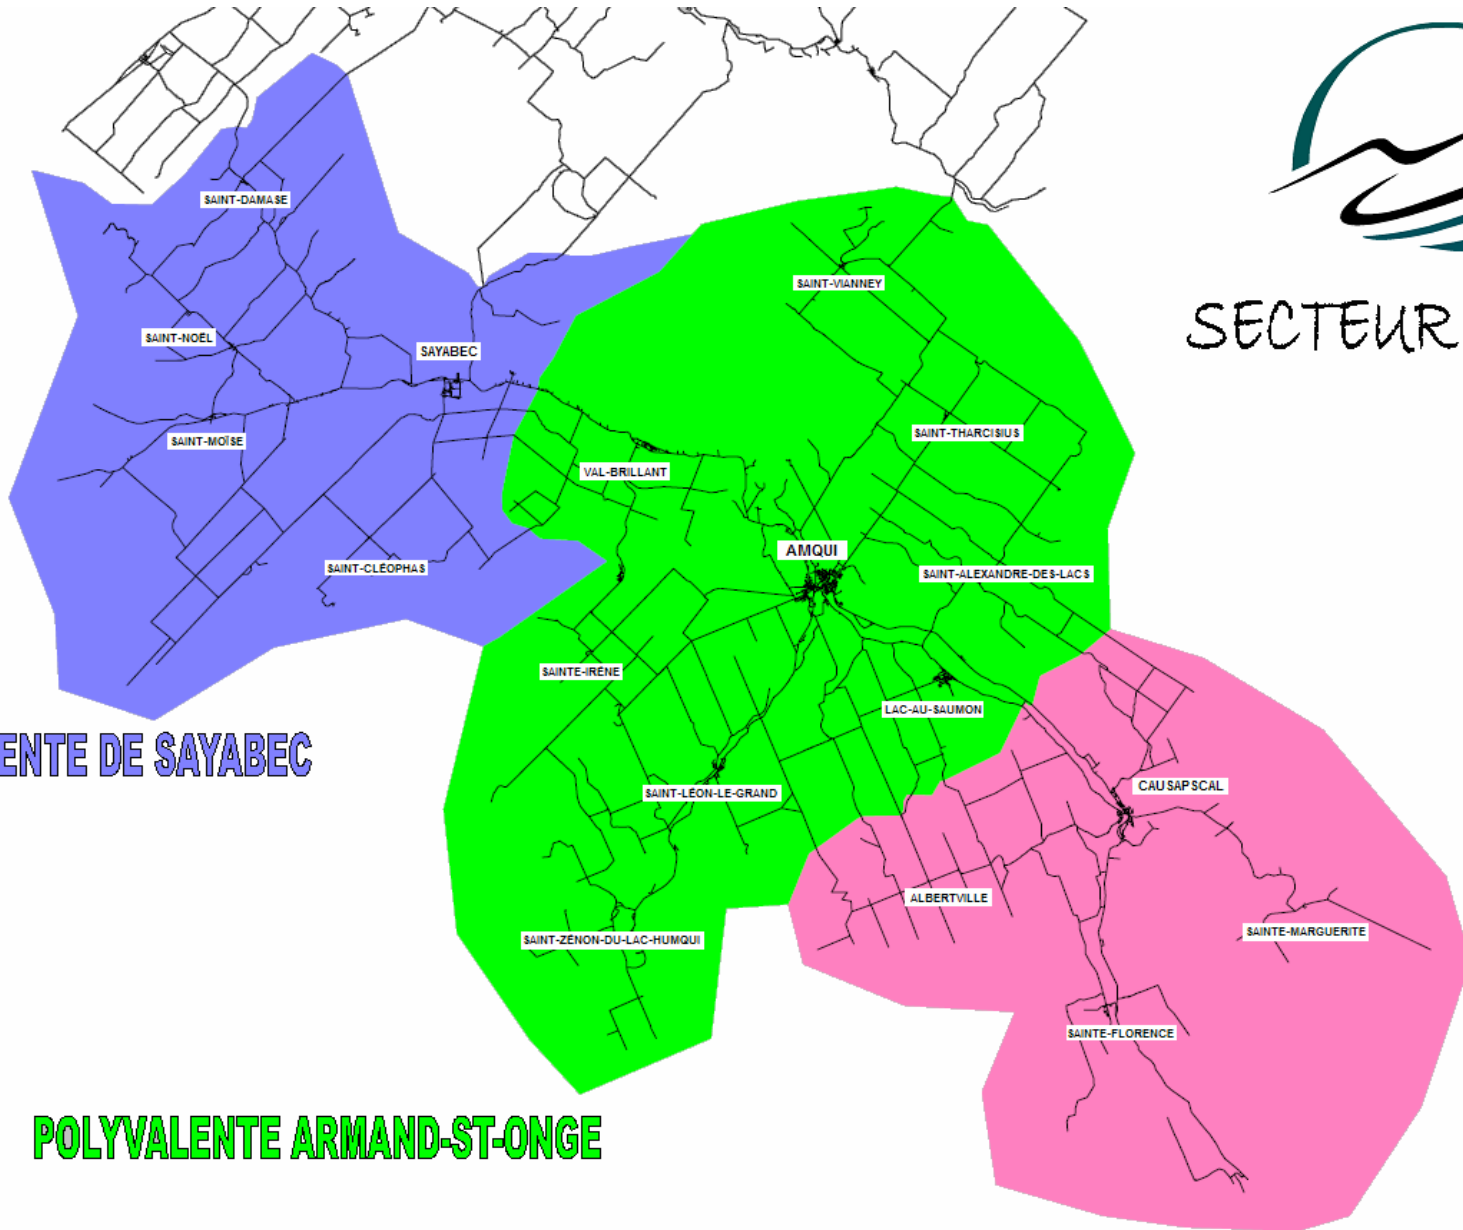 SAINT-DAMASE
SAINT-VIANNEY
SECTEUR
SAINT-NOËL
SAYABEC
SAINT-THARCISIUS
SAINT-MOÏSE
VAL-BRILLANT
AMQUI
SAINT-CLÉOPHAS
SAINT-ALEXANDRE-DES-LACS
SAINTE-IRÈNE
LAC-AU-SAUMON
ENTE DE SAYABEC
CAUSAPSCAL
SAINT-LÉON-LE-GRAND
ALBERTVILLE
SAINTE-MARGUERITE
SAINT-ZÉNON-DU-LAC-HUMQUI
SAINTE-FLORENCE
POLYVALENTE ARMAND-ST-ONGE